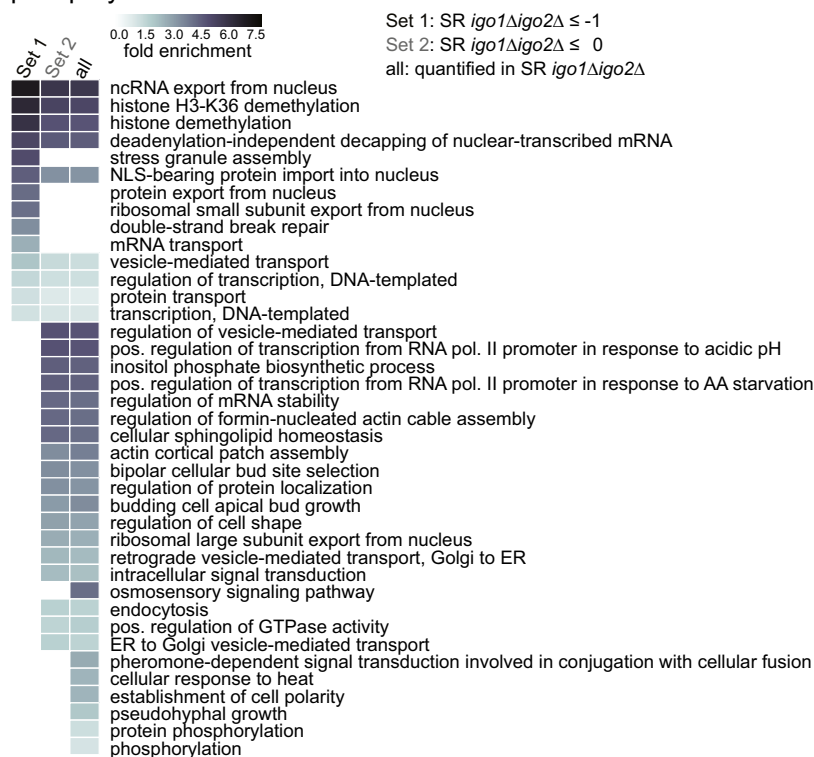 0.0 1.5 3.0 4.5 6.0 7.5
fold enrichment
Set 1: SR igo1Δigo2Δ ≤ -1
Set 2: SR igo1Δigo2Δ ≤ 0
all: quantified in SR igo1Δigo2Δ
Set 1 Set 2 all
ncRNA export from nucleus
histone H3-K36 demethylation
histone demethylation
deadenylation-independent decapping of nuclear-transcribed mRNA
stress granule assembly
NLS-bearing protein import into nucleus
protein export from nucleus
ribosomal small subunit export from nucleus
double-strand break repair
mRNA transport
vesicle-mediated transport
regulation of transcription, DNA-templated
protein transport
transcription, DNA-templated
regulation of vesicle-mediated transport
pos. regulation of transcription from RNA pol. II promoter in response to acidic pH
inositol phosphate biosynthetic process
pos. regulation of transcription from RNA pol. II promoter in response to AA starvation
regulation of mRNA stability
regulation of formin-nucleated actin cable assembly
cellular sphingolipid homeostasis
actin cortical patch assembly
bipolar cellular bud site selection
regulation of protein localization
budding cell apical bud growth
regulation of cell shape
ribosomal large subunit export from nucleus
retrograde vesicle-mediated transport, Golgi to ER
intracellular signal transduction
osmosensory signaling pathway
endocytosis
pos. regulation of GTPase activity
ER to Golgi vesicle-mediated transport
pheromone-dependent signal transduction involved in conjugation with cellular fusion
cellular response to heat
establishment of cell polarity
pseudohyphal growth
protein phosphorylation
phosphorylation